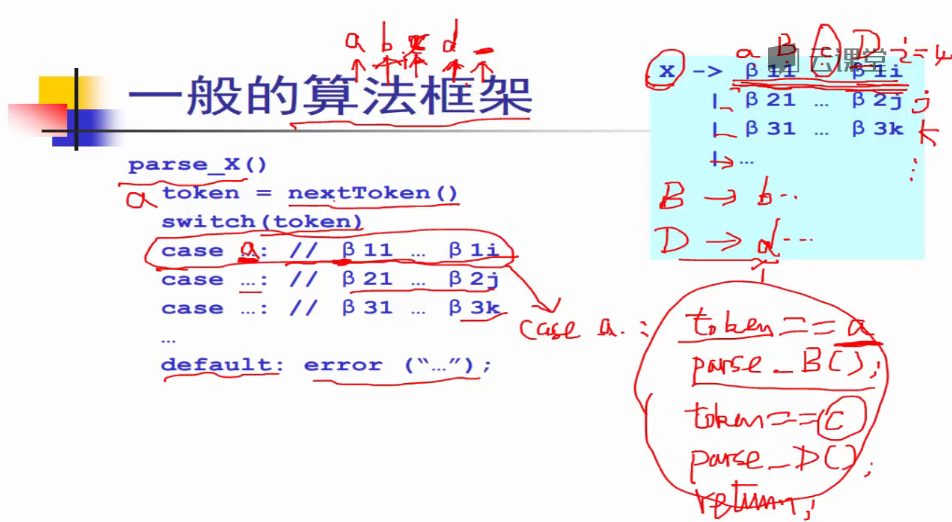 a b c d
一般的算法框架
parse_X()
a token = nextToken()
switch(token)
case a: // β11 … β1i
case …: // β21 … β2j
case …: // β31 … β3k
…
default: error (“…”);
云课堂
a B C D i=4
X -> β11 … β1i
| β21 … β2j j
| β31 … β3k k
| …
B → b…
D → d…
case a. :
token == a
parse_B();
token == c
parse_D();
return;